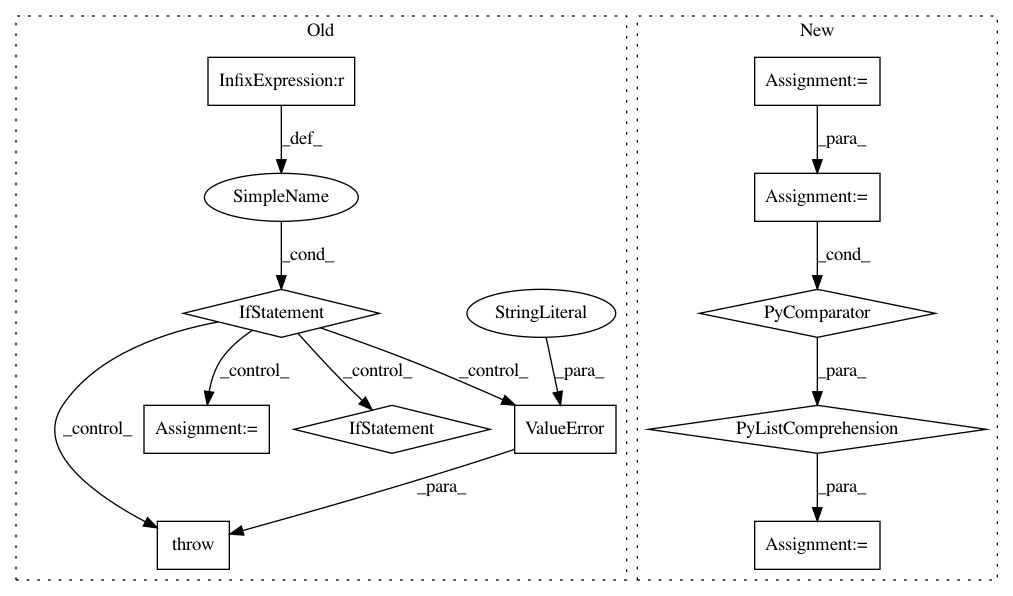 Old
New
InfixExpression:r
Assignment:=
_def_
_para_
SimpleName
Assignment:=
_cond_
_cond_
IfStatement
StringLiteral
PyComparator
_control_
_control_
_control_
_para_
_para_
_control_
Assignment:=
IfStatement
ValueError
PyListComprehension
_para_
_para_
throw
Assignment:=